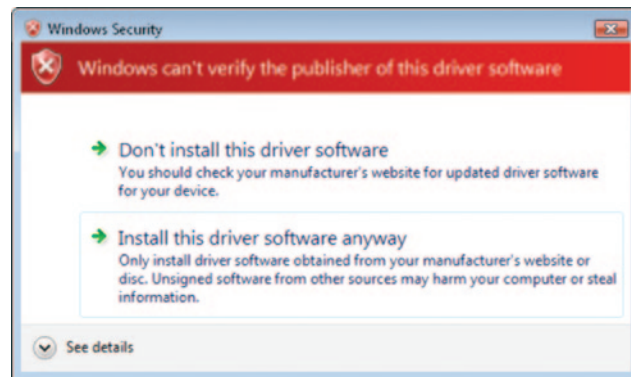 Windows Security
Windows can't verify the publisher of this driver software
Don't install this driver software
You should check your manufacturer's website for updated driver software
for your device.
Install this driver software anyway
Only install driver software obtained from your manufacturer's website or
disc. Unsigned software from other sources may harm your computer or steal
information.
See details